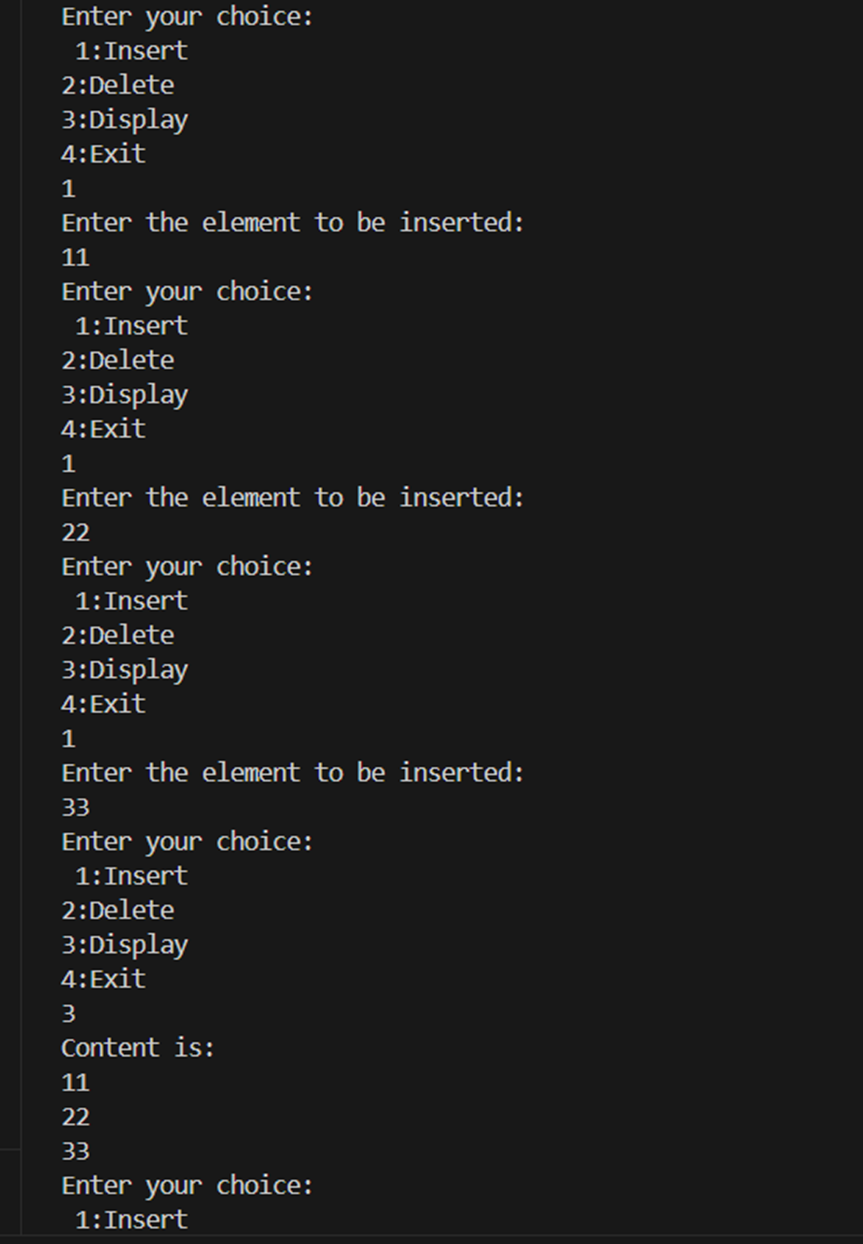 Enter your choice:
 1:Insert
2:Delete
3:Display
4:Exit
1
Enter the element to be inserted:
11
Enter your choice:
 1:Insert
2:Delete
3:Display
4:Exit
1
Enter the element to be inserted:
22
Enter your choice:
 1:Insert
2:Delete
3:Display
4:Exit
1
Enter the element to be inserted:
33
Enter your choice:
 1:Insert
2:Delete
3:Display
4:Exit
3
Content is:
11
22
33
Enter your choice:
 1:Insert